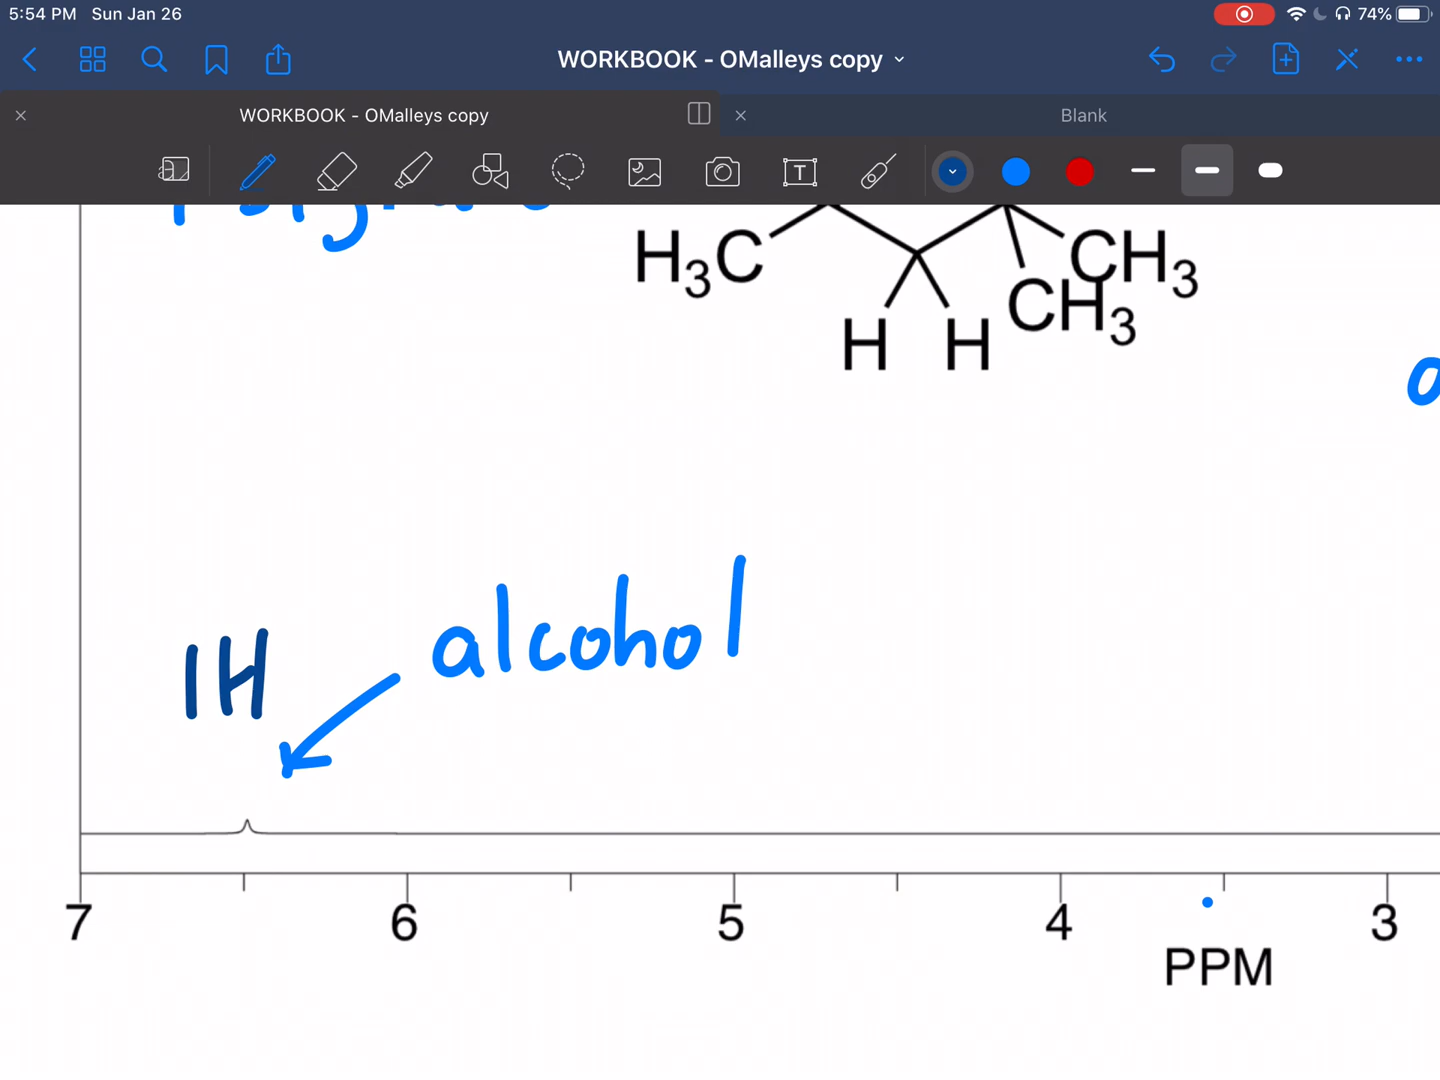 5:54 PM Sun Jan 26 74%
WORKBOOK - OMalleys copy
WORKBOOK - OMalleys copy Blank
T
H3C CH3
CH3
H H
alcohol
1H
7 6 5 4 3
PPM